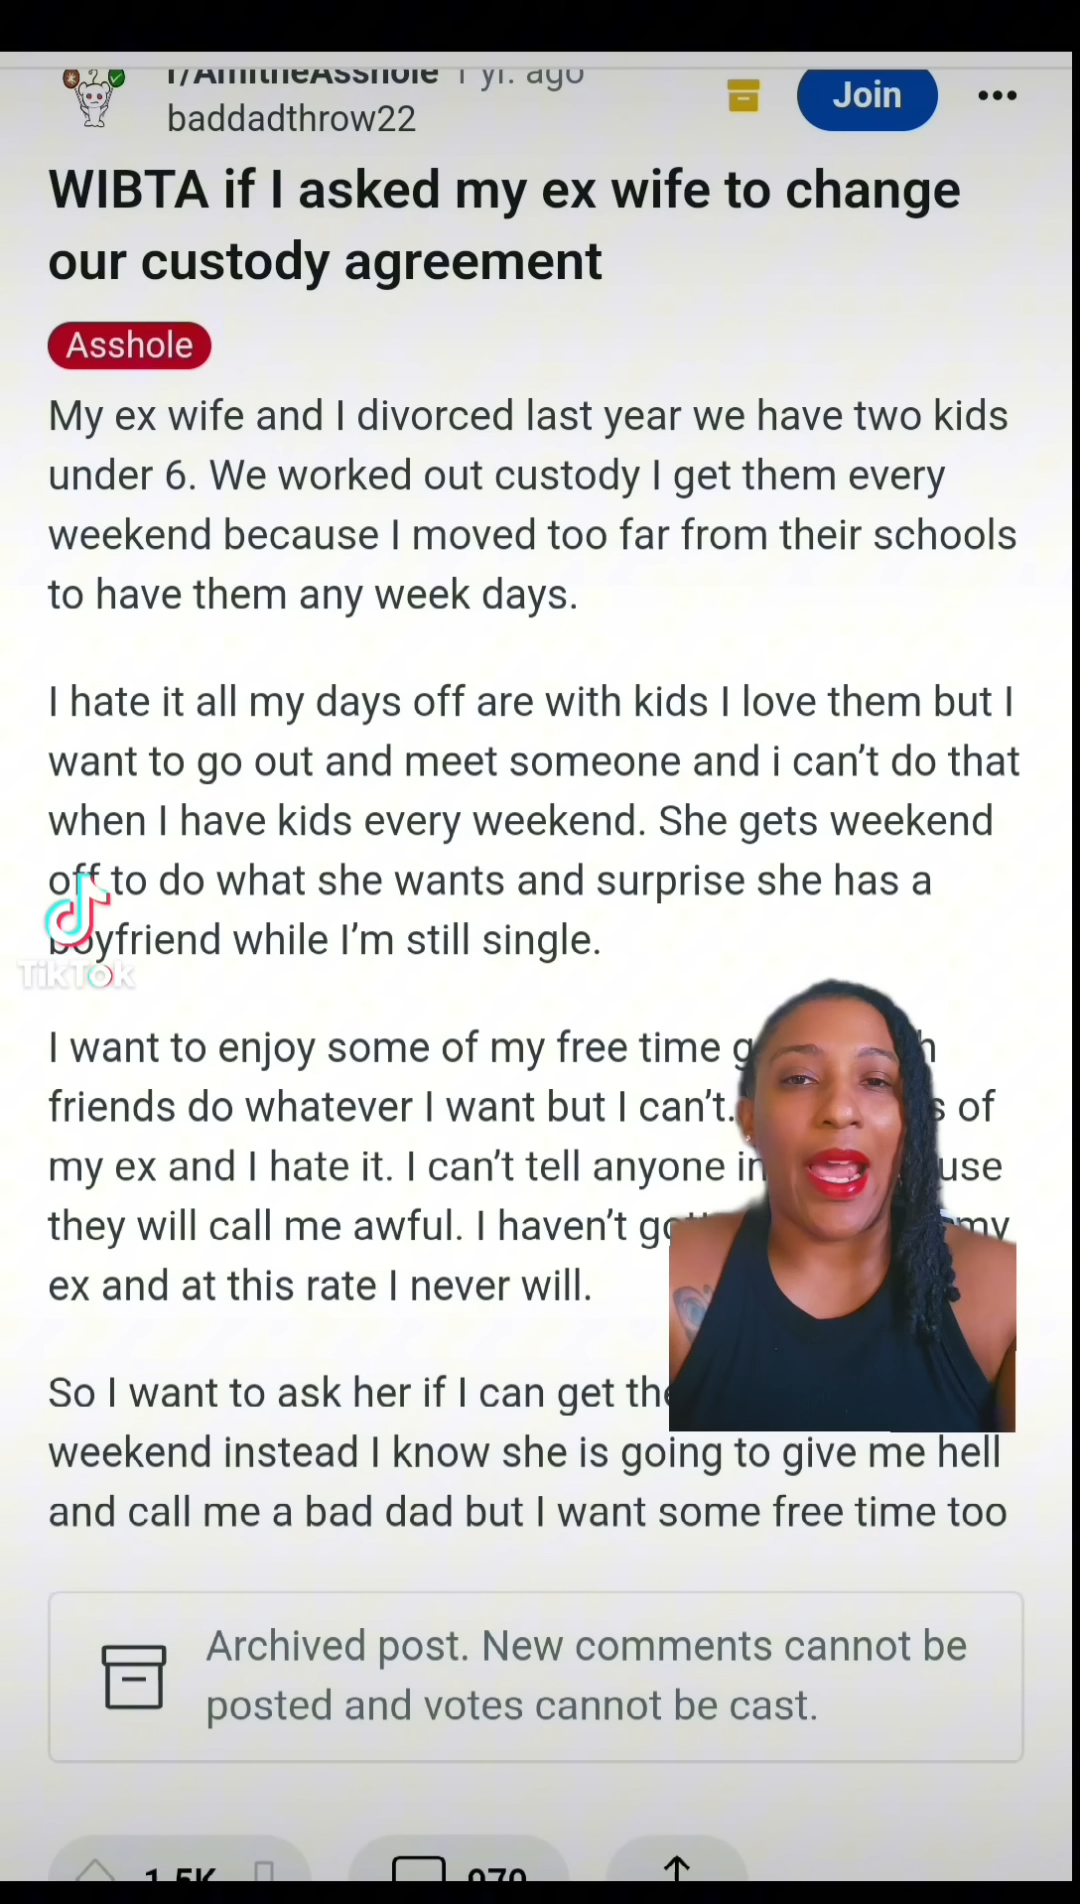 r/AmItheAsshole 1 yr. ago
baddadthrow22
Join
WIBTA if I asked my ex wife to change
our custody agreement
Asshole
My ex wife and I divorced last year we have two kids
under 6. We worked out custody I get them every
weekend because I moved too far from their schools
to have them any week days.
I hate it all my days off are with kids I love them but I
want to go out and meet someone and i can't do that
when I have kids every weekend. She gets weekend
off to do what she wants and surprise she has a
boyfriend while I'm still single.
TikTok
I want to enjoy some of my free time
friends do whatever I want but I can't. of
my ex and I hate it. I can't tell anyone
they will call me awful. I haven't my
ex and at this rate I never will.
So I want to ask her if I can get
weekend instead I know she is going to give me hell
and call me a bad dad but I want some free time too
Archived post. New comments cannot be
posted and votes cannot be cast.
1.5K